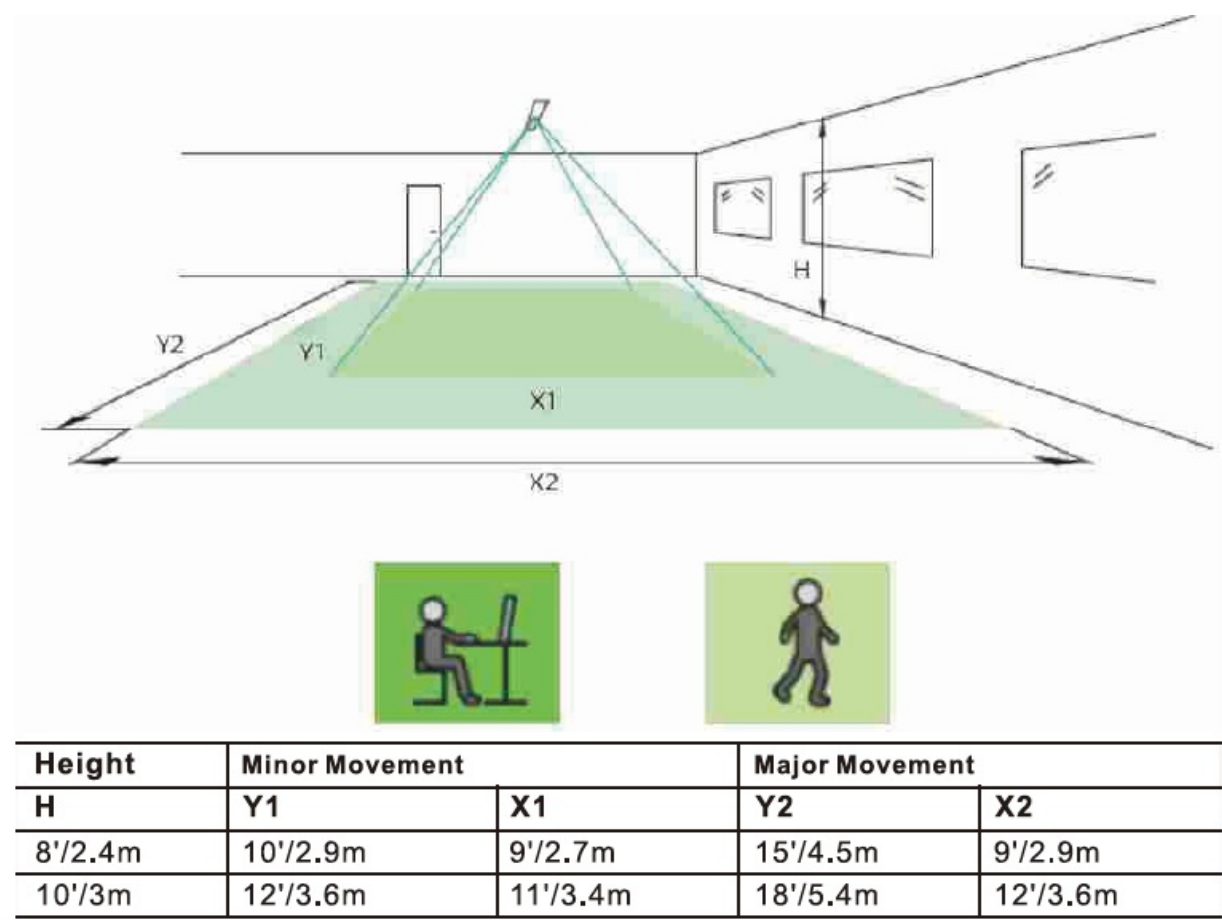 H
Y2
Y1
X1
X2
Height Minor Movement Major Movement
H Y1 X1 Y2 X2
8'/2.4m 10'/2.9m 9'/2.7m 15'/4.5m 9'/2.9m
10'/3m 12'/3.6m 11'/3.4m 18'/5.4m 12'/3.6m